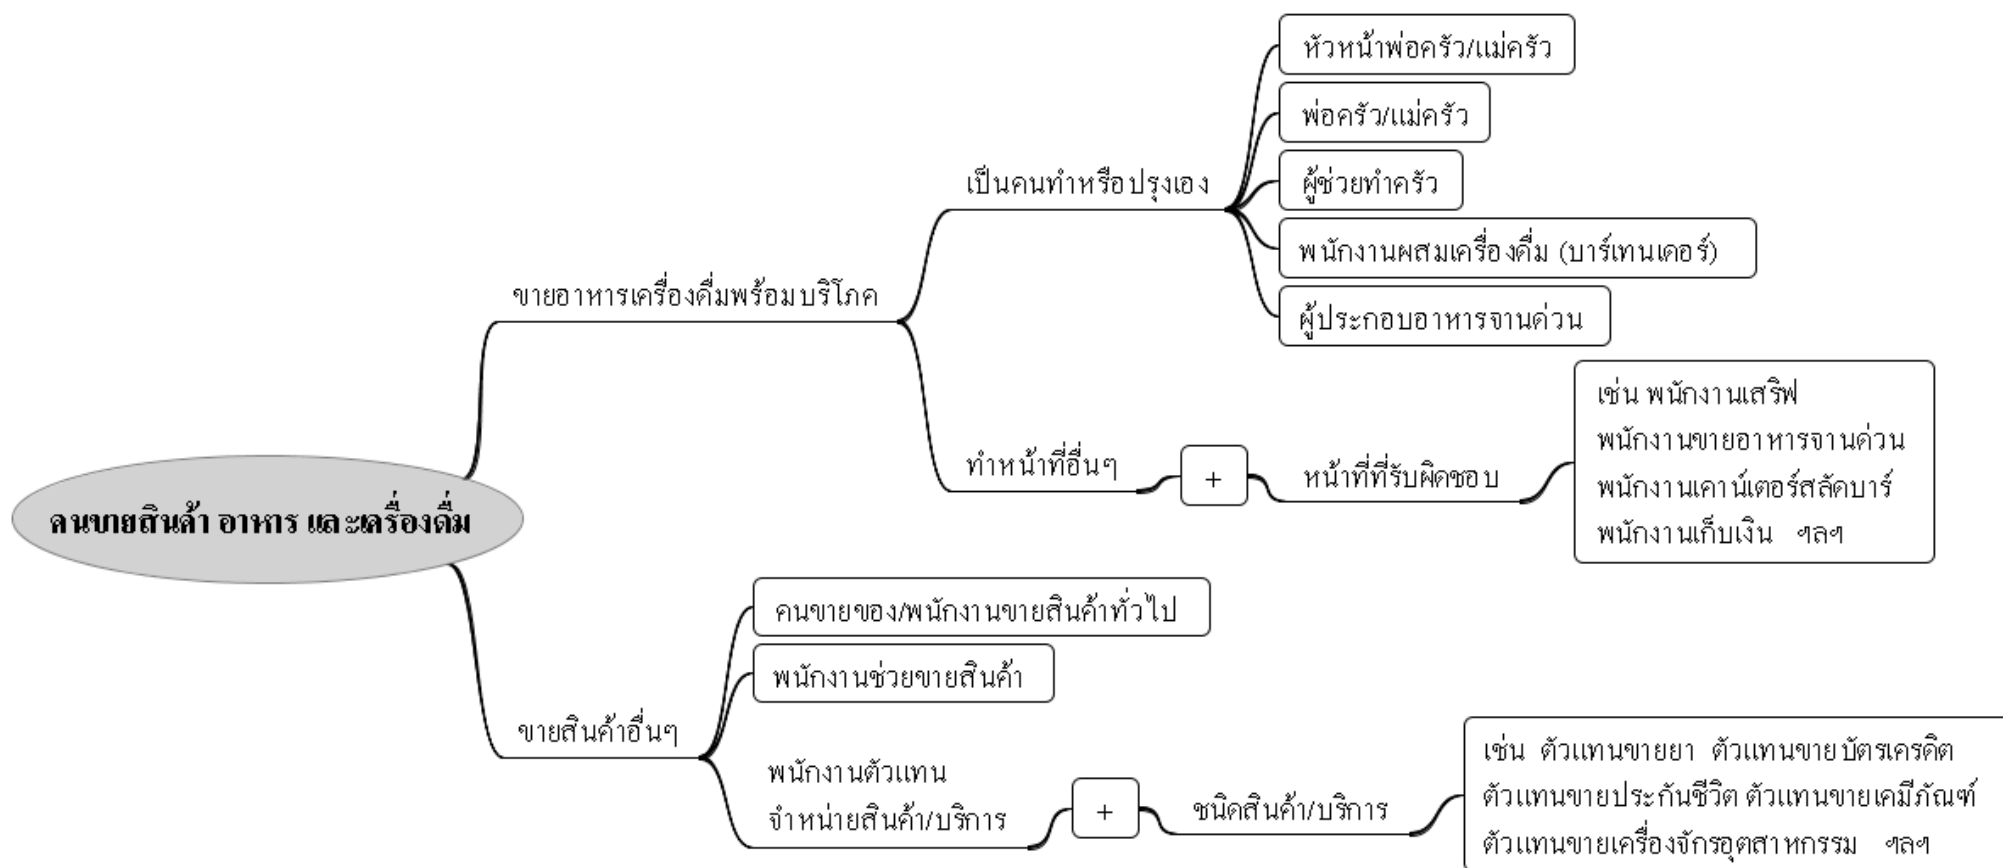 คนขายสินค้า อาหาร และเครื่องดื่ม
ขายอาหารเครื่องดื่มพร้อมบริโภค
เป็นคนทำหรือปรุงเอง
หัวหน้าพ่อครัว/แม่ครัว
พ่อครัว/แม่ครัว
ผู้ช่วยทำครัว
พนักงานผสมเครื่องดื่ม (บาร์เทนเดอร์)
ผู้ประกอบอาหารจานด่วน
ทำหน้าที่อื่นๆ
+
หน้าที่ที่รับผิดชอบ
เช่น พนักงานเสริฟ
พนักงานขายอาหารจานด่วน
พนักงานเคาน์เตอร์สลัดบาร์
พนักงานเก็บเงิน ฯลฯ
ขายสินค้าอื่นๆ
คนขายของ/พนักงานขายสินค้าทั่วไป
พนักงานช่วยขายสินค้า
พนักงานตัวแทน
จำหน่ายสินค้า/บริการ
+
ชนิดสินค้า/บริการ
เช่น ตัวแทนขายยา ตัวแทนขายบัตรเครดิต
ตัวแทนขายประกันชีวิต ตัวแทนขายเคมีภัณฑ์
ตัวแทนขายเครื่องจักรอุตสาหกรรม ฯลฯ